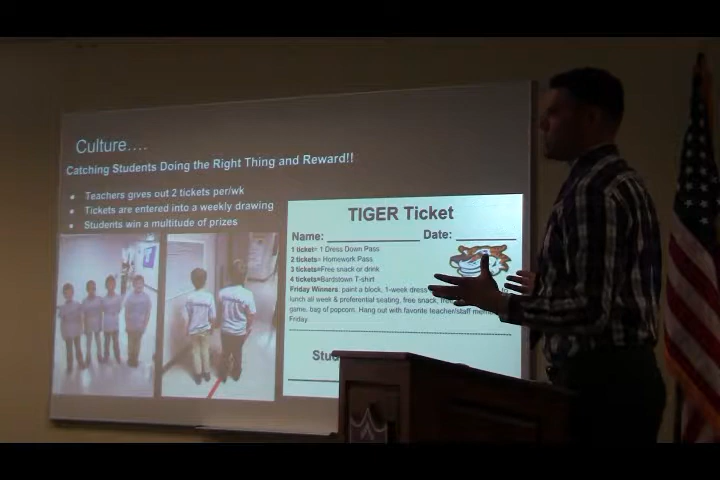 Culture....
Catching Students Doing the Right Thing and Reward!!
Teachers gives out 2 tickets per/wk
Tickets are entered into a weekly drawing
Students win a multitude of prizes
TIGER Ticket
Name: Date:
1 ticket= 1 Dress Down Pass
2 tickets= Homework Pass
3 tickets=Free snack or drink
4 tickets=Bardstown T-shirt
Friday Winners: paint a block, 1-week dress
lunch all week & preferential seating, free snack,
game, bag of popcorn. Hang out with favorite teacher/staff
Friday